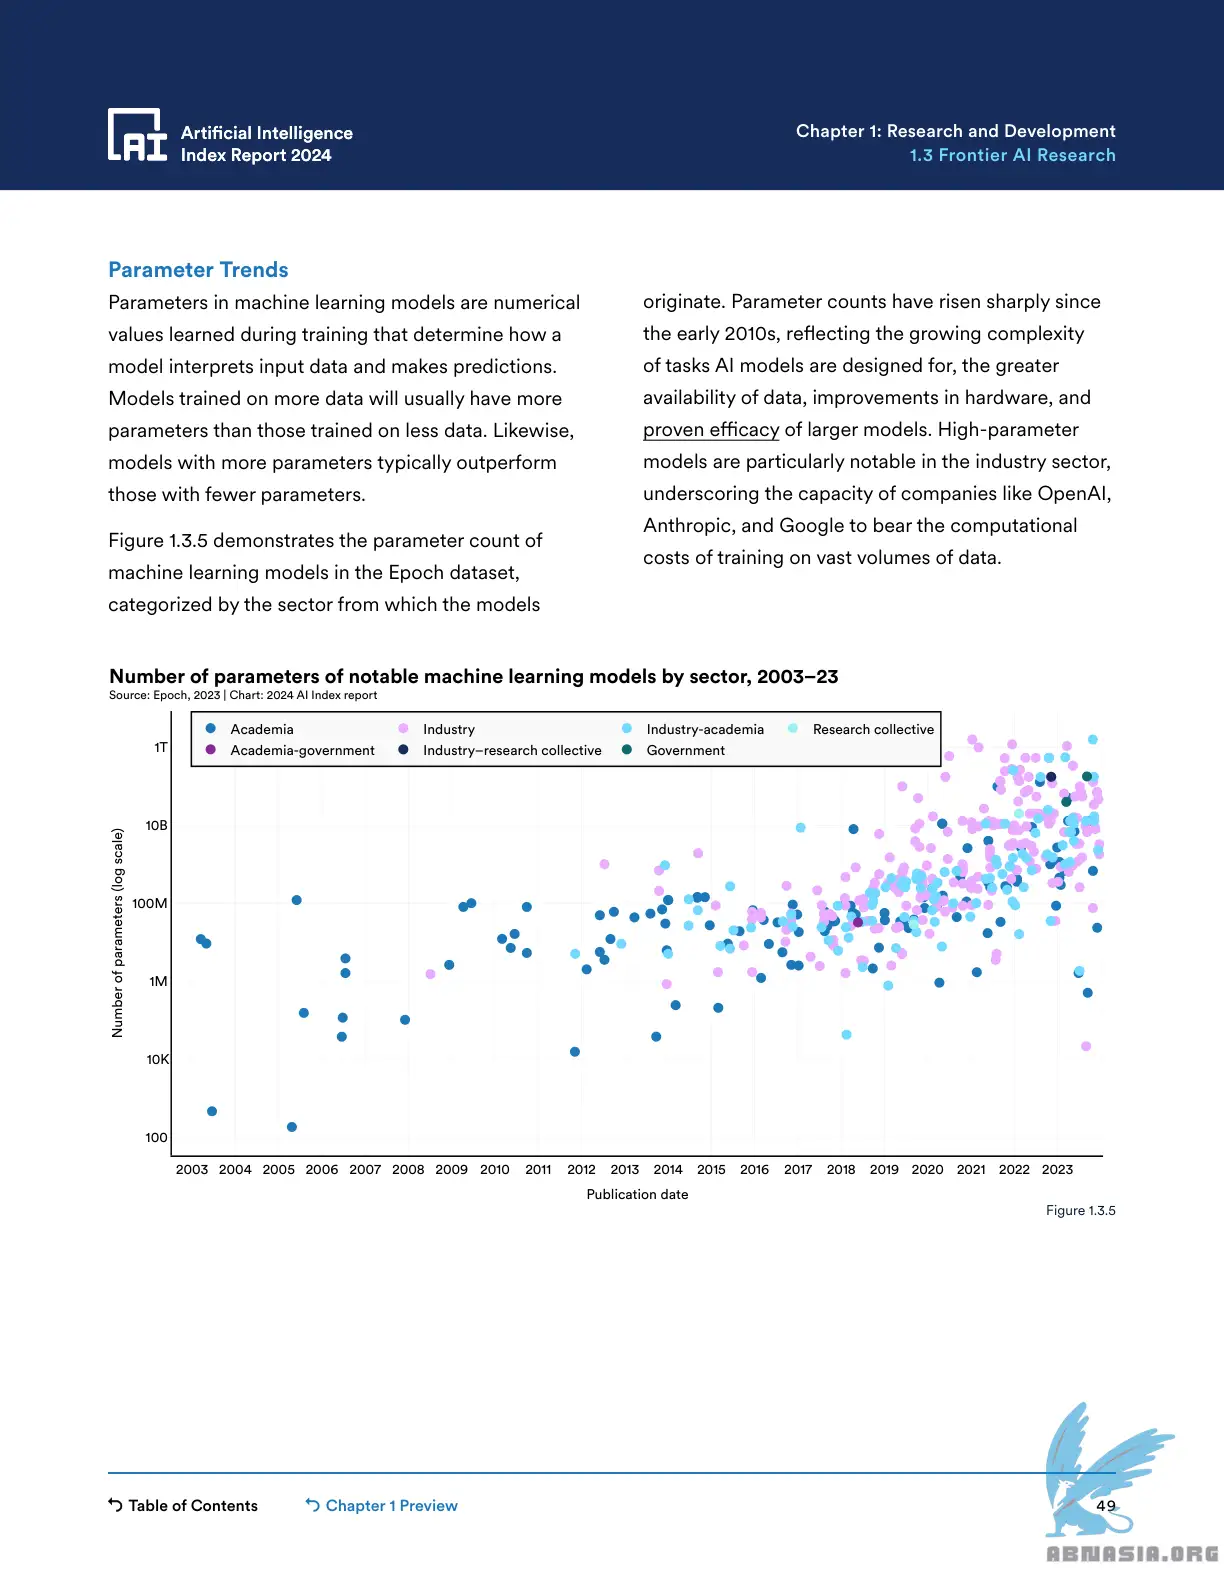 Artificial Intelligence
Index Report 2024
Chapter 1: Research and Development
1.3 Frontier AI Research
Parameter Trends
Parameters in machine learning models are numerical
values learned during training that determine how a
model interprets input data and makes predictions.
Models trained on more data will usually have more
parameters than those trained on less data. Likewise,
models with more parameters typically outperform
those with fewer parameters.
Figure 1.3.5 demonstrates the parameter count of
machine learning models in the Epoch dataset,
categorized by the sector from which the models
originate. Parameter counts have risen sharply since
the early 2010s, reflecting the growing complexity
of tasks AI models are designed for, the greater
availability of data, improvements in hardware, and
proven efficacy of larger models. High-parameter
models are particularly notable in the industry sector,
underscoring the capacity of companies like OpenAI,
Anthropic, and Google to bear the computational
costs of training on vast volumes of data.
Number of parameters of notable machine learning models by sector, 2003–23
Source: Epoch, 2023 | Chart: 2024 AI Index report
Academia Industry Industry-academia Research collective
Academia-government Industry–research collective Government
Number of parameters (log scale)
1T
10B
100M
1M
10K
100
2003 2004 2005 2006 2007 2008 2009 2010 2011 2012 2013 2014 2015 2016 2017 2018 2019 2020 2021 2022 2023
Publication date
Figure 1.3.5
Table of Contents
Chapter 1 Preview
49
ABNASIA.ORG